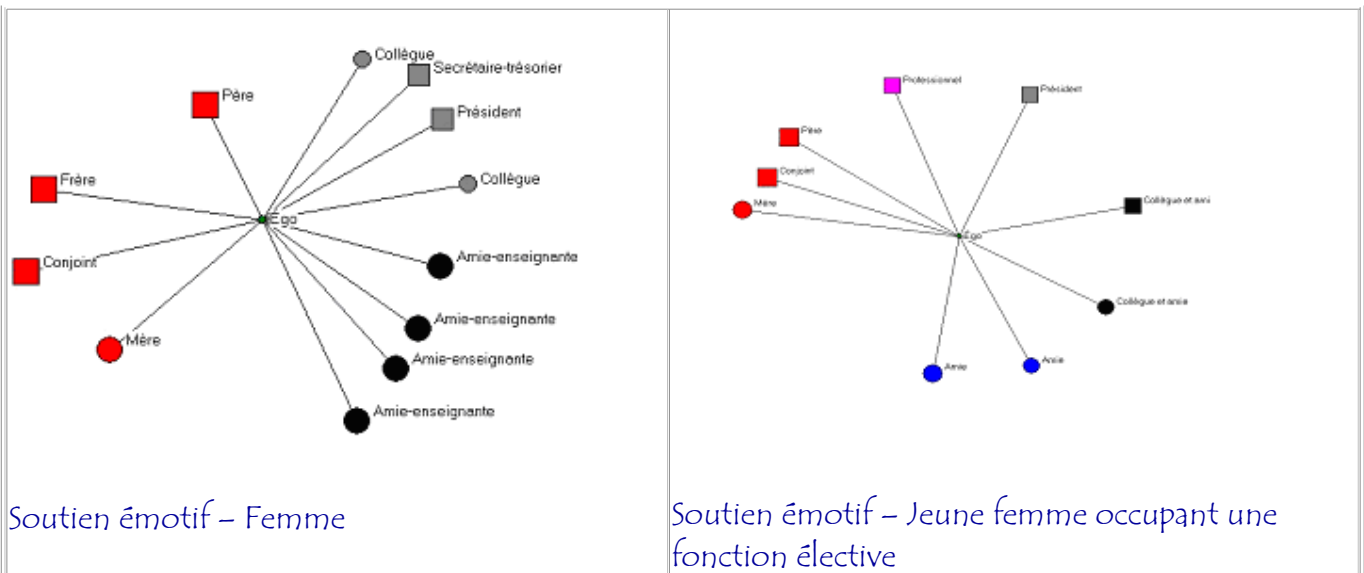 Collègue
Secrètaire-trésorier
Père
Président
Frère
Collègue
Ego
Conjoint
Amie-enseignante
Amie-enseignante
Mère
Amie-enseignante
Amie-enseignante
Soutien émotif – Femme
Professionnel
Président
Père
Conjoint
Mère
Collègue et ami
Ego
Collègue et amie
Amie
Amie
Soutien émotif – Jeune femme occupant une
fonction élective